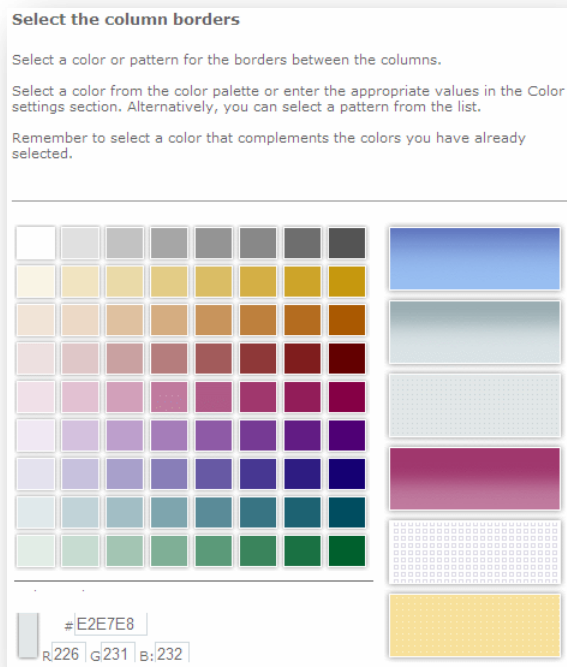 Select the column borders
Select a color or pattern for the borders between the columns.
Select a color from the color palette or enter the appropriate values in the Color
settings section. Alternatively, you can select a pattern from the list.
Remember to select a color that complements the colors you have already
selected.
# E2E7E8
R 226 G 231 B: 232